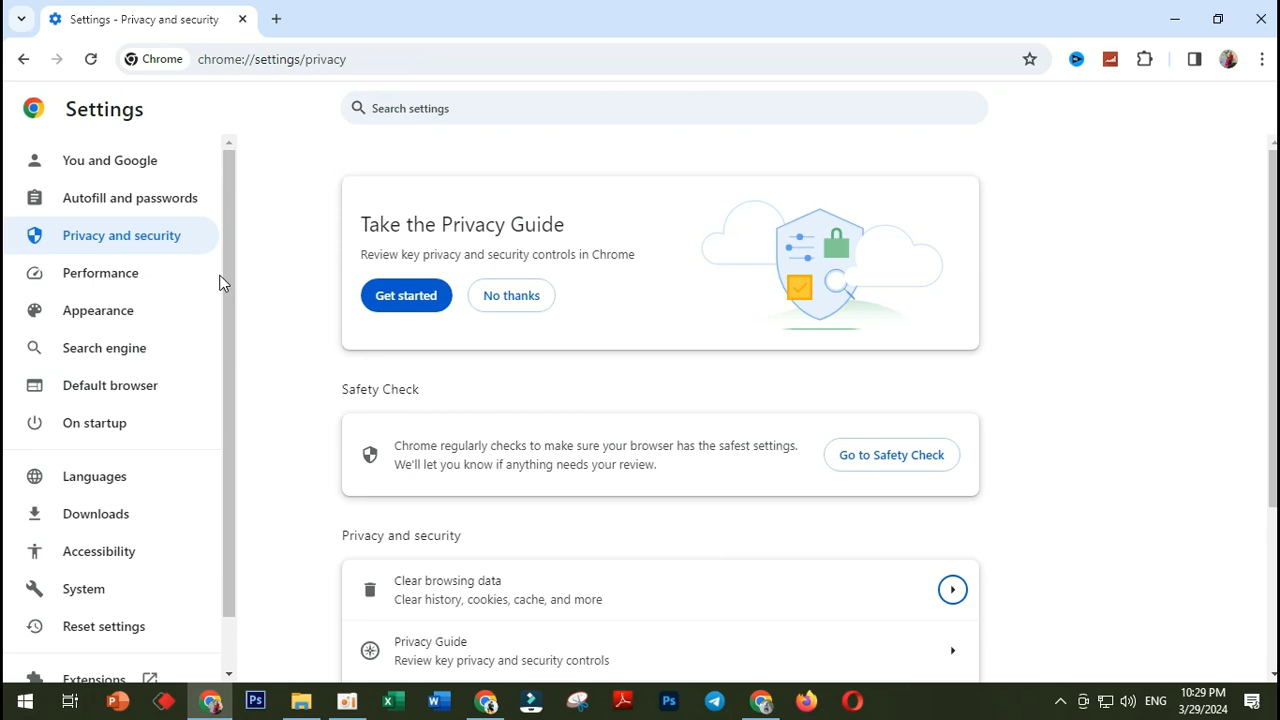 Settings - Privacy and security
Chrome
chrome://settings/privacy
Settings
Search settings
You and Google
Autofill and passwords
Privacy and security
Performance
Appearance
Search engine
Default browser
On startup
Languages
Downloads
Accessibility
System
Reset settings
Extensions
Take the Privacy Guide
Review key privacy and security controls in Chrome
Get started
No thanks
Safety Check
Chrome regularly checks to make sure your browser has the safest settings.
We'll let you know if anything needs your review.
Go to Safety Check
Privacy and security
Clear browsing data
Clear history, cookies, cache, and more
Privacy Guide
Review key privacy and security controls
ENG
10:29 PM
3/29/2024